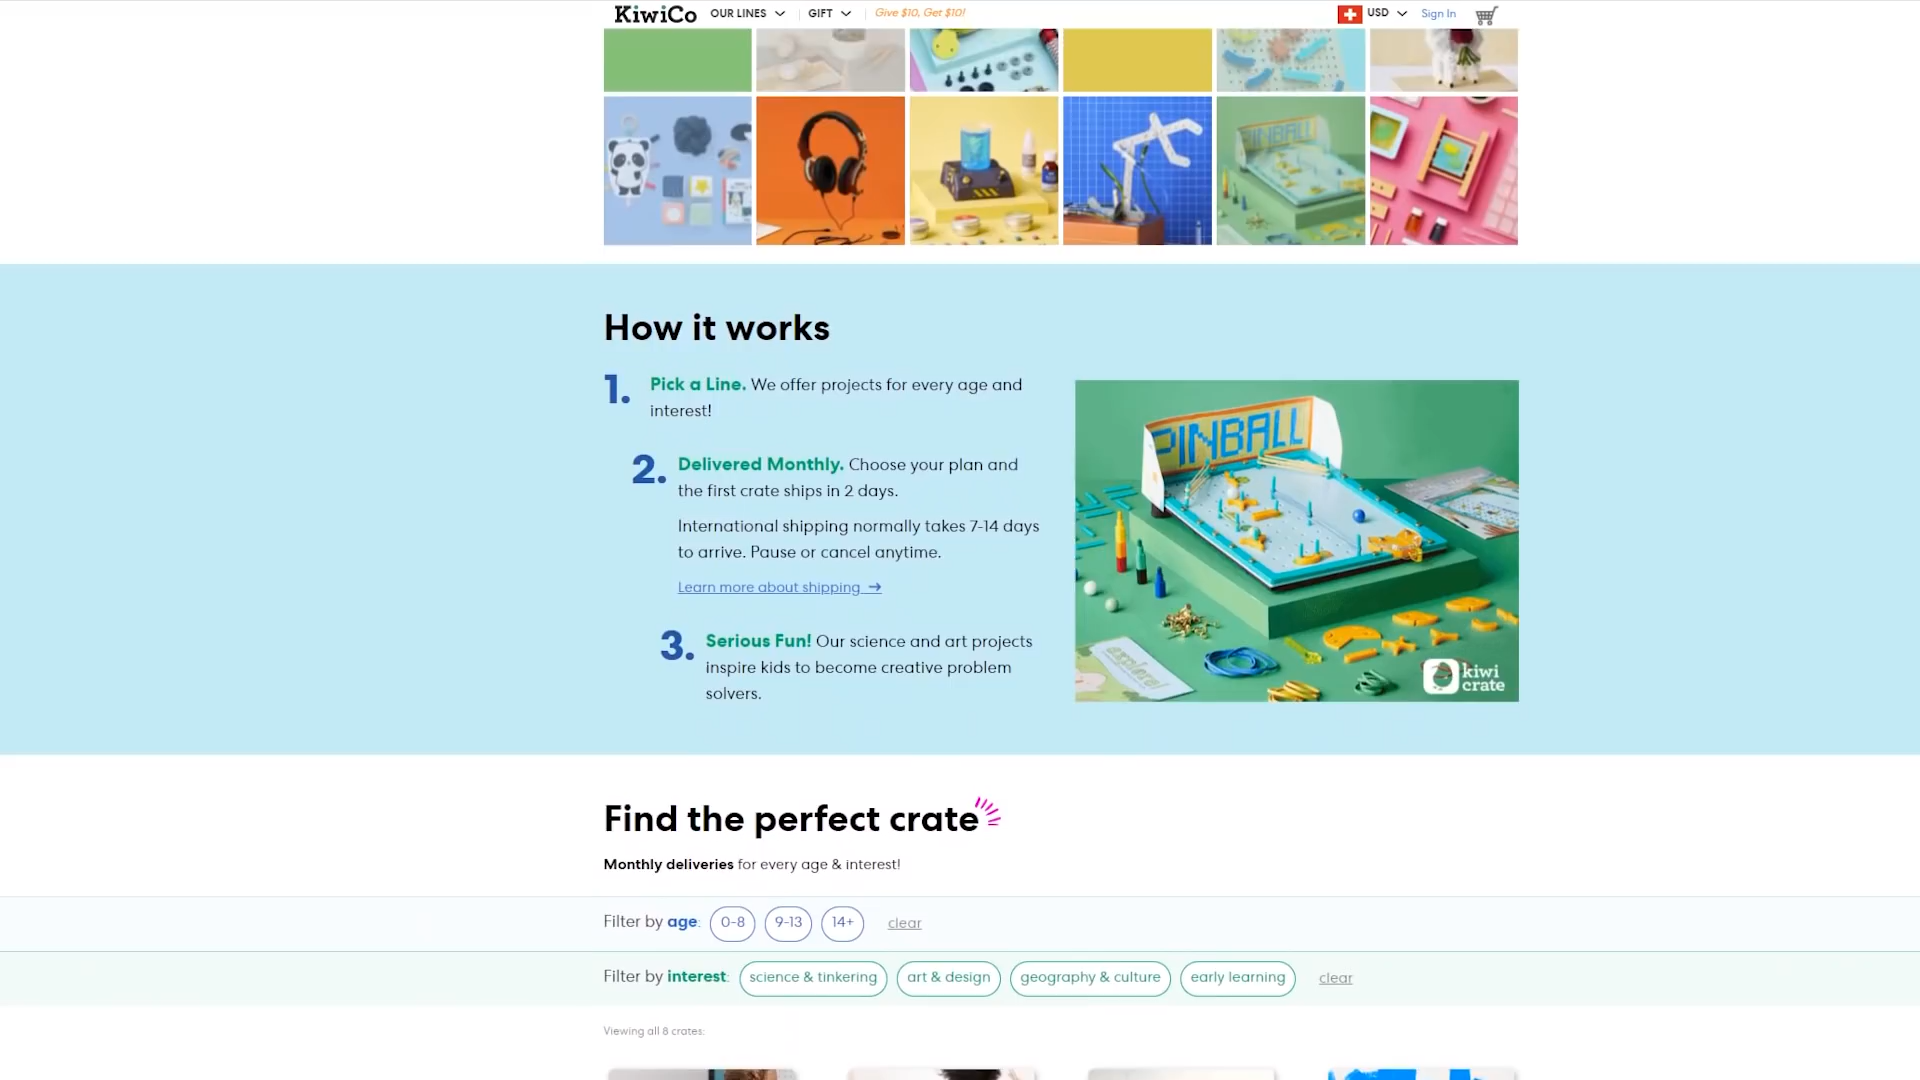 KiwiCo OUR LINES GIFT Give $10, Get $10! USD Sign In
How it works
1. Pick a Line. We offer projects for every age and
interest!
2. Delivered Monthly. Choose your plan and
the first crate ships in 2 days.
International shipping normally takes 7-14 days
to arrive. Pause or cancel anytime.
Learn more about shipping →
3. Serious Fun! Our science and art projects
inspire kids to become creative problem
solvers.
PINBALL
explore!
kiwi
crate
Find the perfect crate
Monthly deliveries for every age & interest!
Filter by age: 0-8 9-13 14+ clear
Filter by interest: science & tinkering art & design geography & culture early learning clear
Viewing all 8 crates: